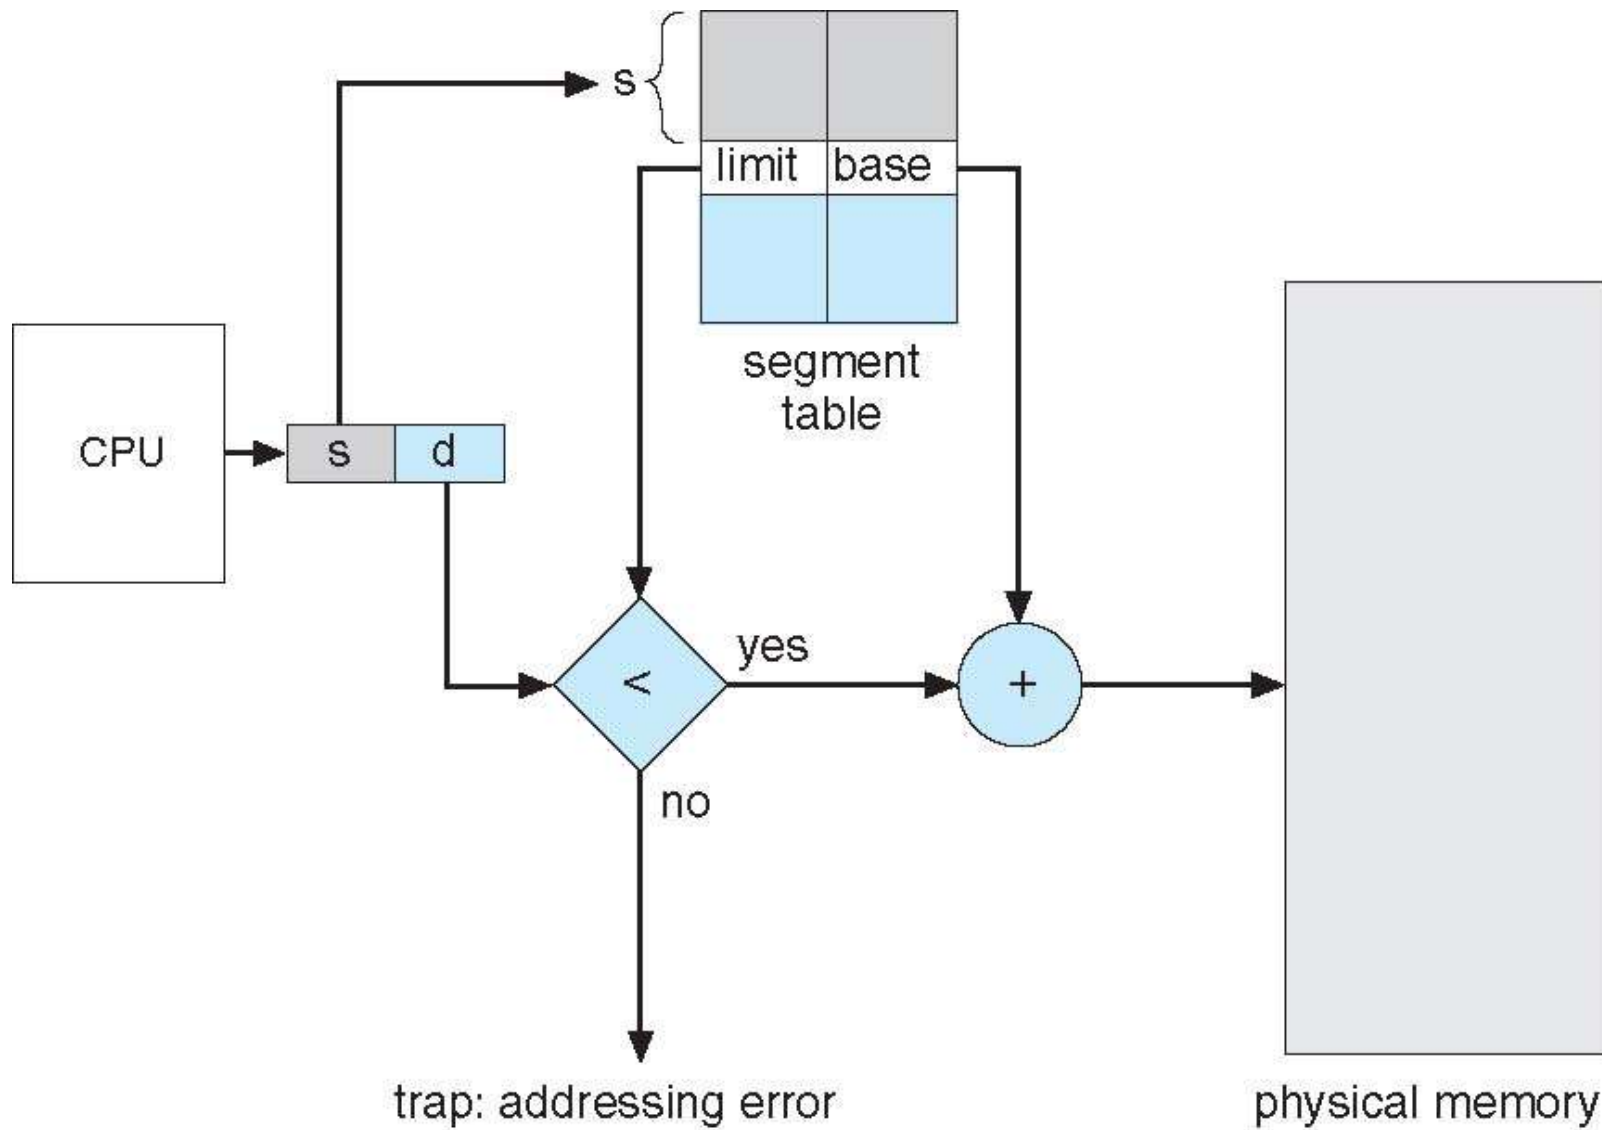 s
limit base
segment
table
CPU
s d
<
yes
+
no
trap: addressing error
physical memory